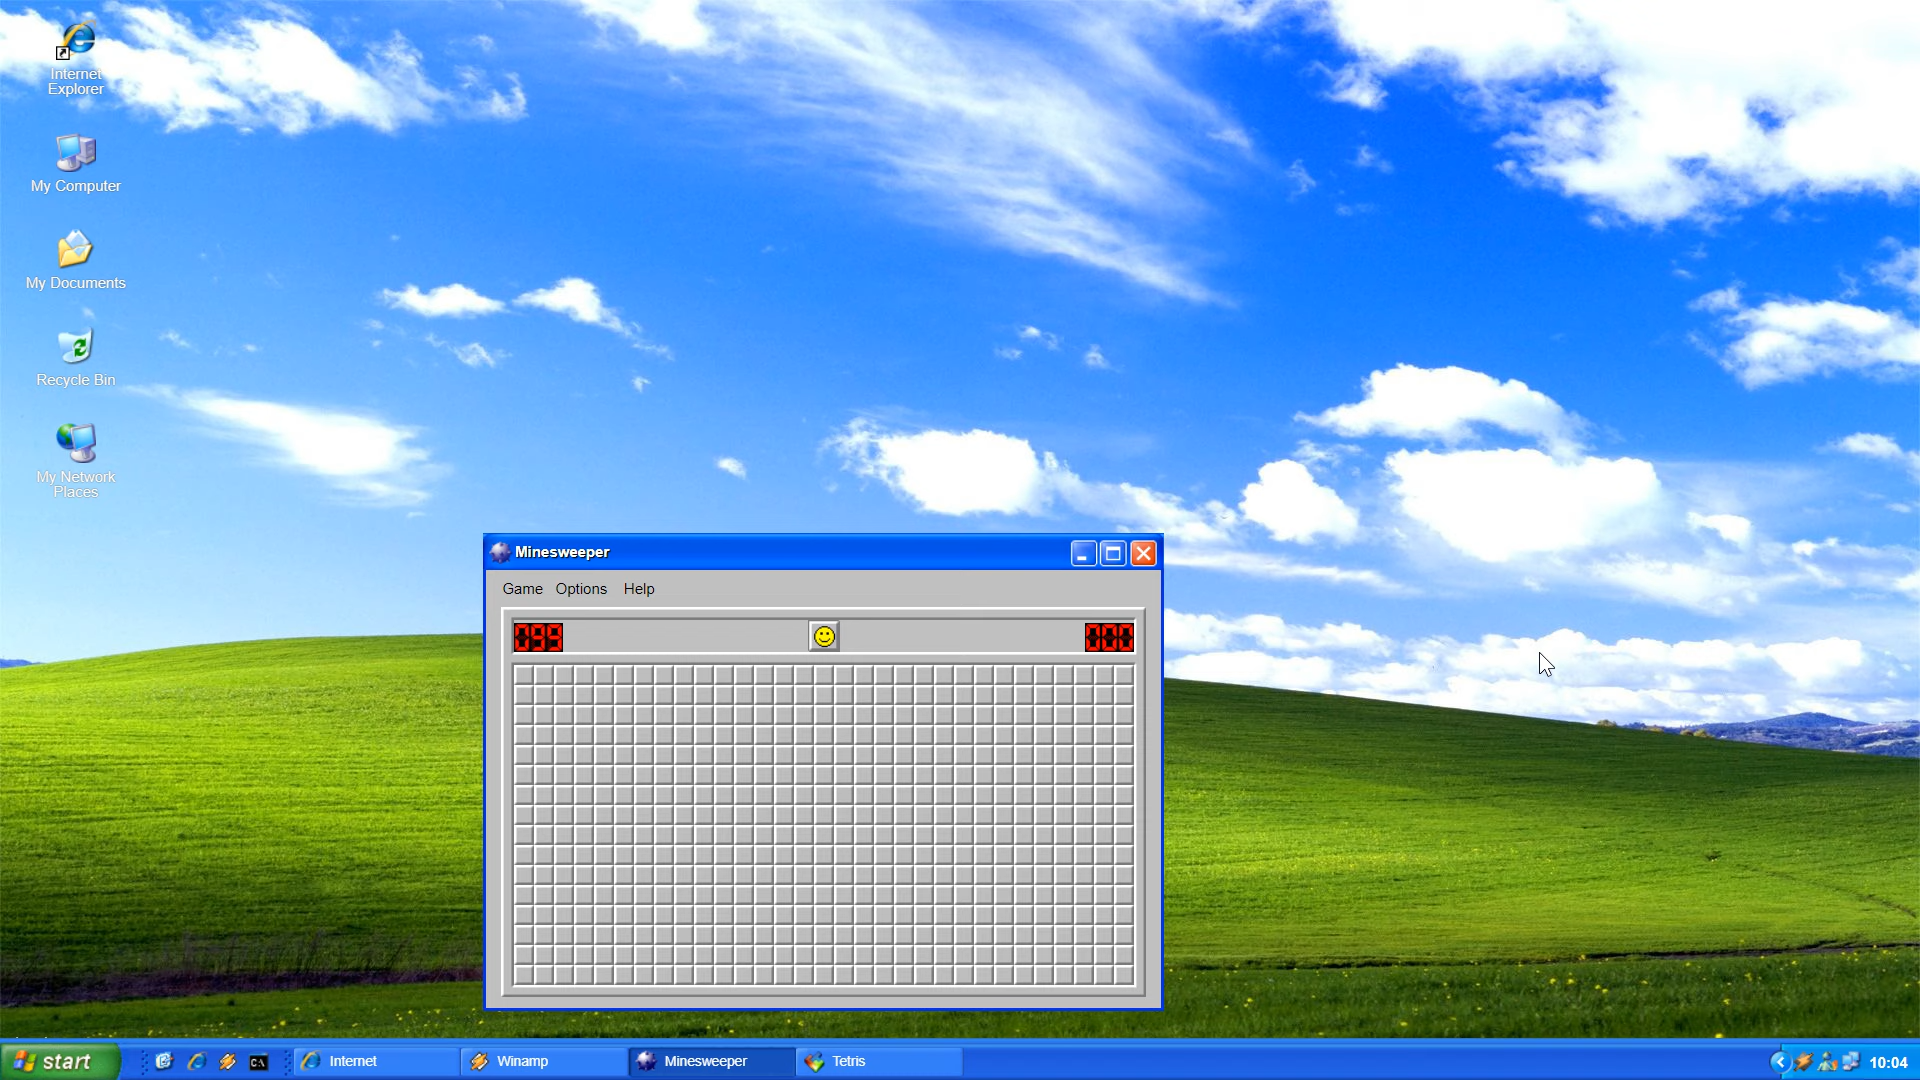 Internet
Explorer
My Computer
My Documents
Recycle Bin
My Network
Places
Minesweeper
Game Options Help
000
start
C:\
Internet
Winamp
Minesweeper
Tetris
10:04